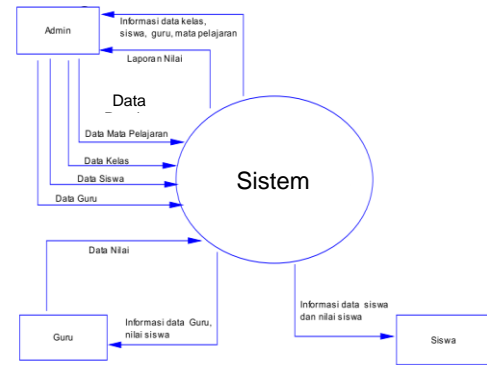 Admin
Informasi data kelas,
siswa, guru, mata pelajaran
Laporan Nilai
Data
Data Mata Pelajaran
Data Kelas
Data Siswa
Data Guru
Sistem
Data Nilai
Informasi data Guru,
nilai siswa
Guru
Informasi data siswa
dan nilai siswa
Siswa